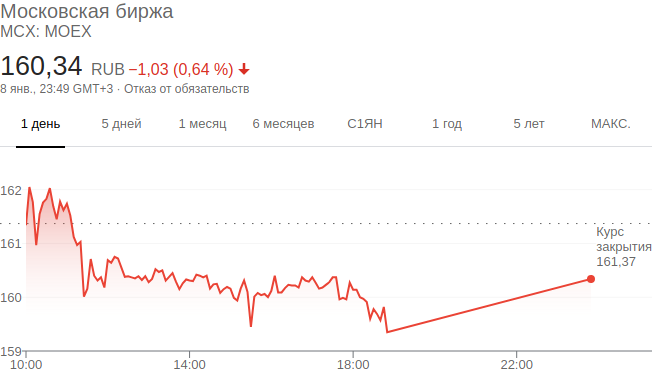 Московская биржа
MCX: MOEX
160,34 RUB −1,03 (0,64 %)
8 янв., 23:49 GMT+3 · Отказ от обязательств
1 день 5 дней 1 месяц 6 месяцев С1ЯН 1 год 5 лет МАКС.
162
161
160
159
Курс
закрытия
161,37
10:00 14:00 18:00 22:00